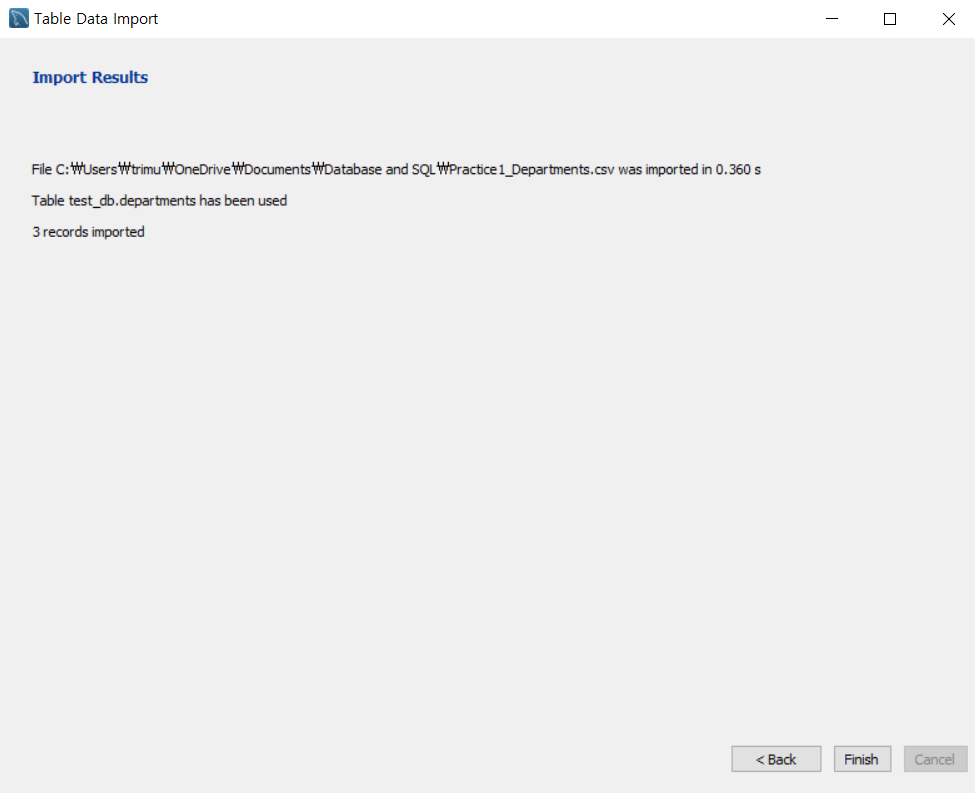 Table Data Import
Import Results
File C:₩Users₩trimu₩OneDrive₩Documents₩Database and SQL₩Practice1_Departments.csv was imported in 0.360 s
Table test_db.departments has been used
3 records imported
< Back Finish Cancel